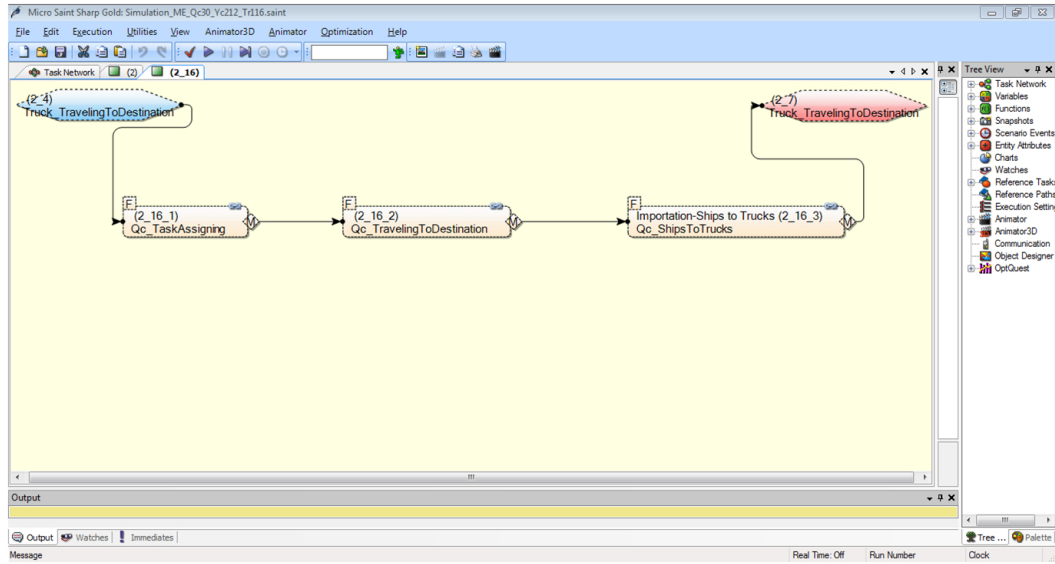 Micro Saint Sharp Gold: Simulation_ME_Qc30_Yc212_Tr116.saint
File Edit Execution Utilities View Animator3D Animator Optimization Help
Task Network (2) (2_16)
(2_4)
Truck_TravelingToDestination
(2_7)
Truck_TravelingToDestination
F
(2_16_1)
Qc_TaskAssigning
M
F
(2_16_2)
Qc_TravelingToDestination
M
F
Importation-Ships to Trucks (2_16_3)
Qc_ShipsToTrucks
M
Tree View
Task Network
Variables
Functions
Snapshots
Scenario Events
Entity Attributes
Charts
Watches
Reference Task
Reference Paths
Execution Settin
Animator
Animator3D
Communication
Object Designer
OptQuest
Output
Output Watches Immediates
Tree ... Palette
Message Real Time: Off Run Number Clock